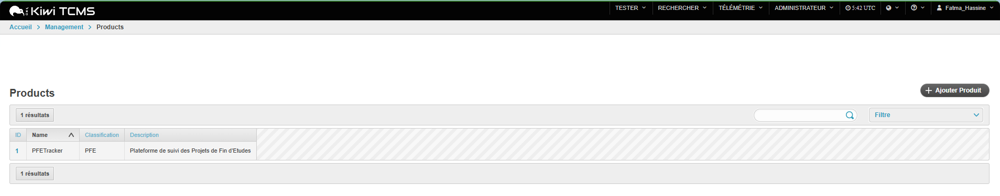 Kiwi TCMS TESTER RECHERCHER TÉLÉMÉTRIE ADMINISTRATEUR 5:42 UTC Fatma_Hassine
Accueil > Management > Products
Products
Ajouter Produit
1 résultats
Filtre
ID Name Classification Description
1 PFETracker PFE Plateforme de suivi des Projets de Fin d'Etudes
1 résultats